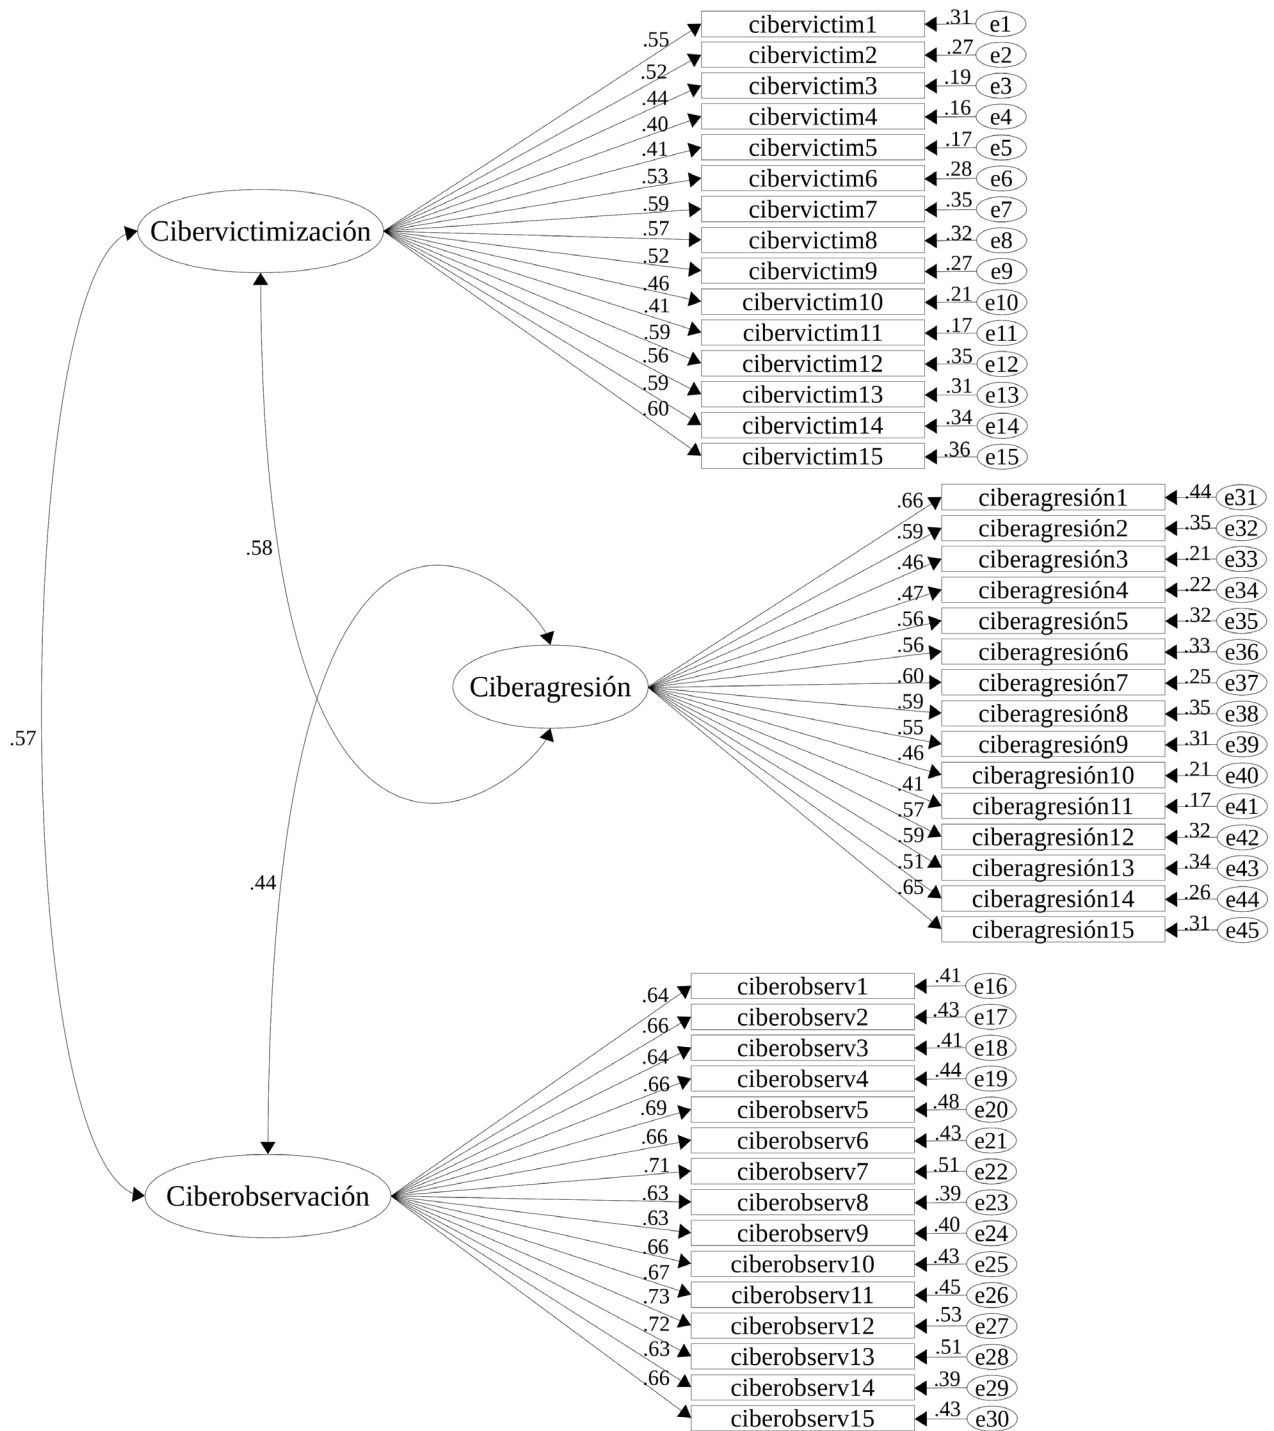 .55 cibervictim1 .31 e1
.52 cibervictim2 .27 e2
.44 cibervictim3 .19 e3
.40 cibervictim4 .16 e4
.41 cibervictim5 .17 e5
.53 cibervictim6 .28 e6
.59 cibervictim7 .35 e7
Cibervictimización
.57 cibervictim8 .32 e8
.52 cibervictim9 .27 e9
.46 cibervictim10 .21 e10
.41 cibervictim11 .17 e11
.59 cibervictim12 .35 e12
.56 cibervictim13 .31 e13
.59 cibervictim14 .34 e14
.60 cibervictim15 .36 e15
.66 ciberagresión1 .44 e31
.59 ciberagresión2 .35 e32
.58
.46 ciberagresión3 .21 e33
.47 ciberagresión4 .22 e34
.56 ciberagresión5 .32 e35
.56 ciberagresión6 .33 e36
Ciberagresión
.60 ciberagresión7 .25 e37
.59 ciberagresión8 .35 e38
.57
.55 ciberagresión9 .31 e39
.46 ciberagresión10 .21 e40
.41 ciberagresión11 .17 e41
.57 ciberagresión12 .32 e42
.59 ciberagresión13 .34 e43
.44
.51 ciberagresión14 .26 e44
.65 ciberagresión15 .31 e45
.64 ciberobserv1 .41 e16
.66 ciberobserv2 .43 e17
.64 ciberobserv3 .41 e18
.66 ciberobserv4 .44 e19
.69 ciberobserv5 .48 e20
.66 ciberobserv6 .43 e21
.71 ciberobserv7 .51 e22
Ciberobservación
.63 ciberobserv8 .39 e23
.63 ciberobserv9 .40 e24
.66 ciberobserv10 .43 e25
.67 ciberobserv11 .45 e26
.73 ciberobserv12 .53 e27
.72 ciberobserv13 .51 e28
.63 ciberobserv14 .39 e29
.66 ciberobserv15 .43 e30